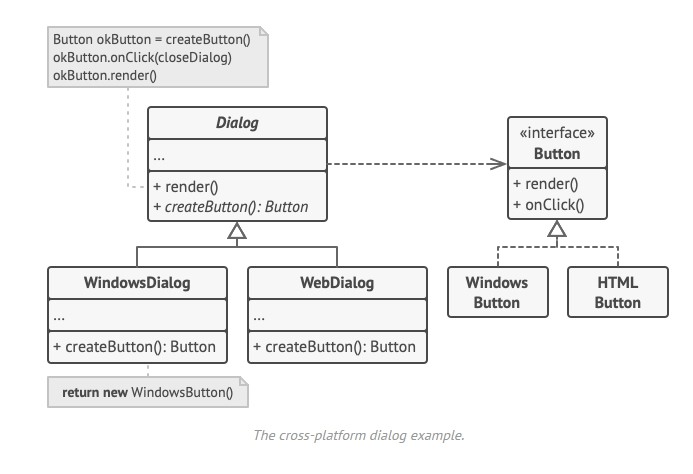 Button okButton = createButton()
okButton.onClick(closeDialog)
okButton.render()
Dialog
...
+ render()
+ createButton(): Button
«interface»
Button
+ render()
+ onClick()
WindowsDialog
...
+ createButton(): Button
WebDialog
...
+ createButton(): Button
Windows
Button
HTML
Button
return new WindowsButton()
The cross-platform dialog example.